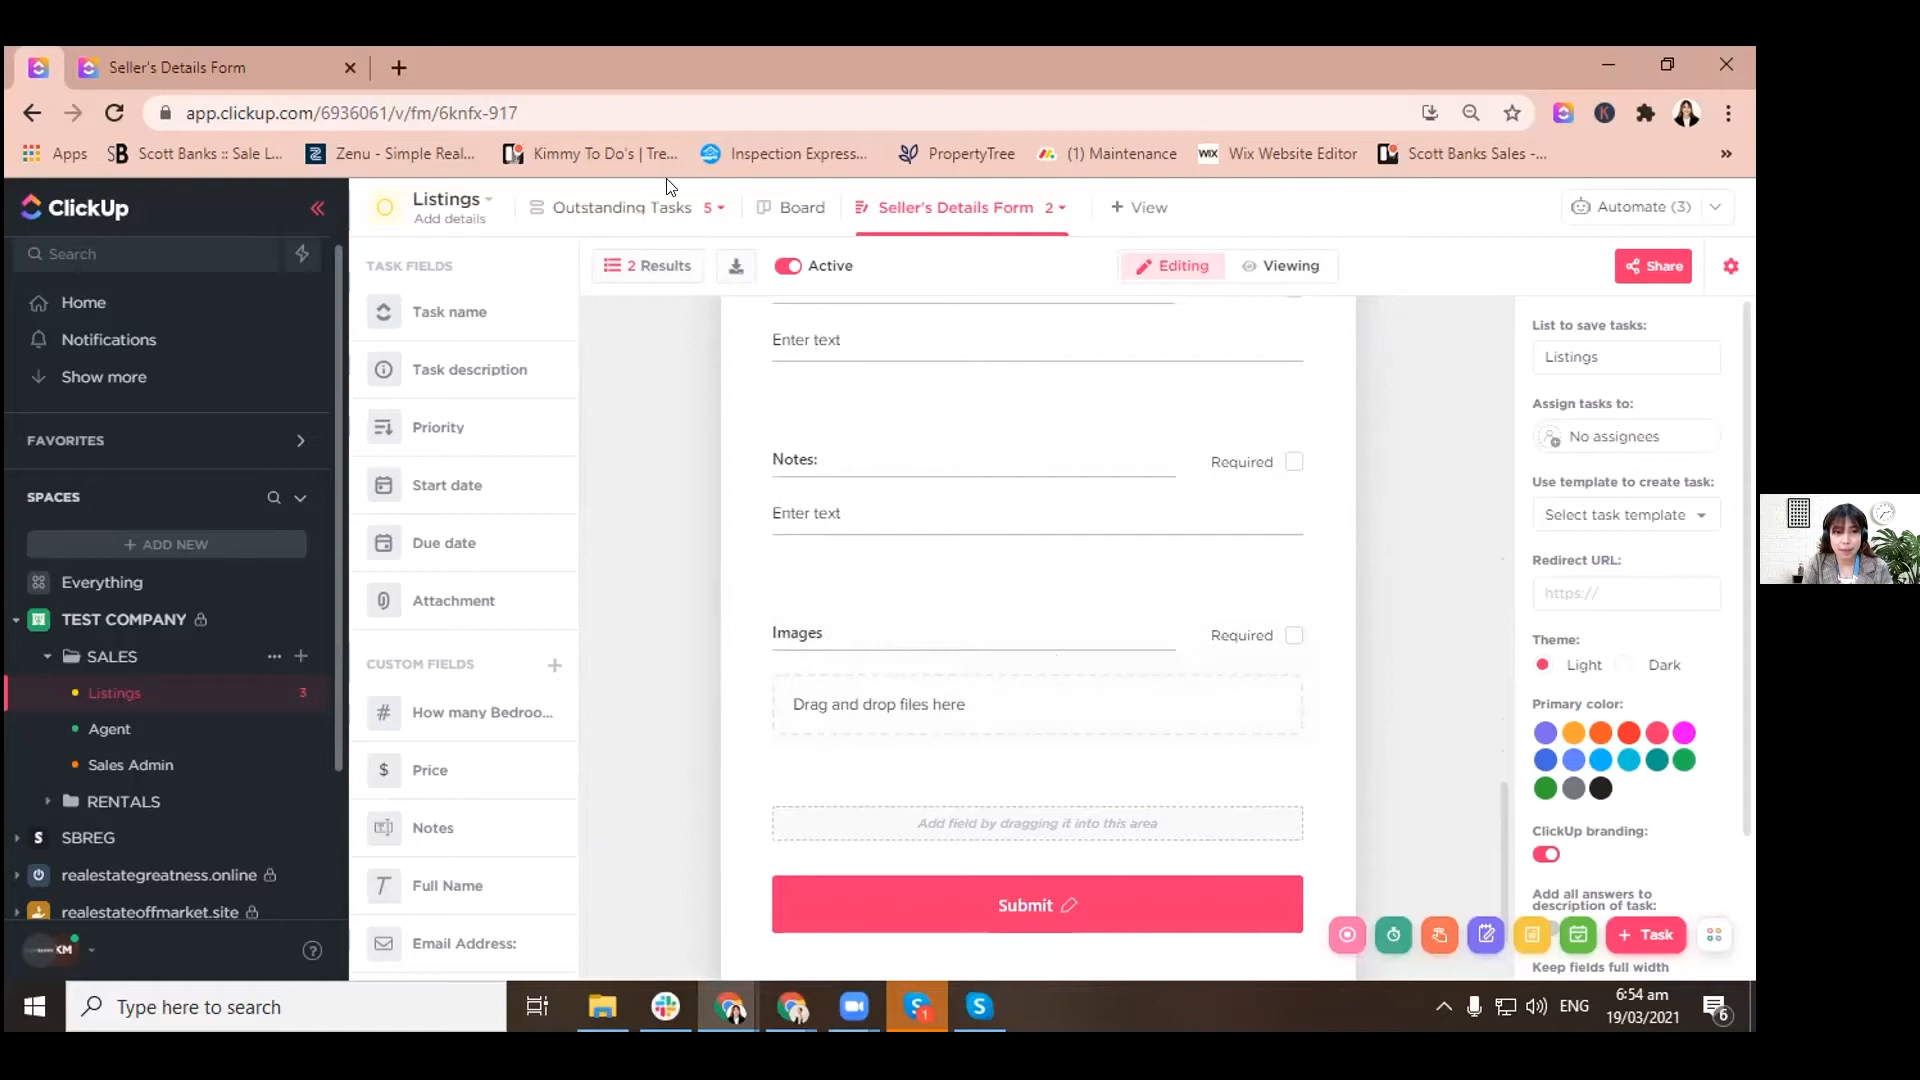 Seller's Details Form
app.clickup.com/6936061/v/fm/6knfx-917
Apps
Scott Banks :: Sale L...
Zenu - Simple Real...
Kimmy To Do's | Tre...
Inspection Express...
PropertyTree
(1) Maintenance
WIX Wix Website Editor
Scott Banks Sales -...
ClickUp
Listings
Add details
Outstanding Tasks 5
Board
Seller's Details Form 2
+ View
Automate (3)
Search
Home
Notifications
Show more
FAVORITES
SPACES
+ ADD NEW
Everything
TEST COMPANY
SALES
Listings 3
Agent
Sales Admin
RENTALS
S SBREG
realestategreatness.online
realestateoffmarket.site
KM
TASK FIELDS
Task name
Task description
Priority
Start date
Due date
Attachment
CUSTOM FIELDS
# How many Bedroo...
$ Price
Notes
Full Name
Email Address:
2 Results
Active
Editing
Viewing
Share
Enter text
Notes:
Required
Enter text
Images
Required
Drag and drop files here
Add field by dragging it into this area
Submit
List to save tasks:
Listings
Assign tasks to:
No assignees
Use template to create task:
Select task template
Redirect URL:
https://
Theme:
Light
Dark
Primary color:
ClickUp branding:
Add all answers to
description of task:
+ Task
Keep fields full width
Type here to search
1
ENG
6:54 am
19/03/2021
6